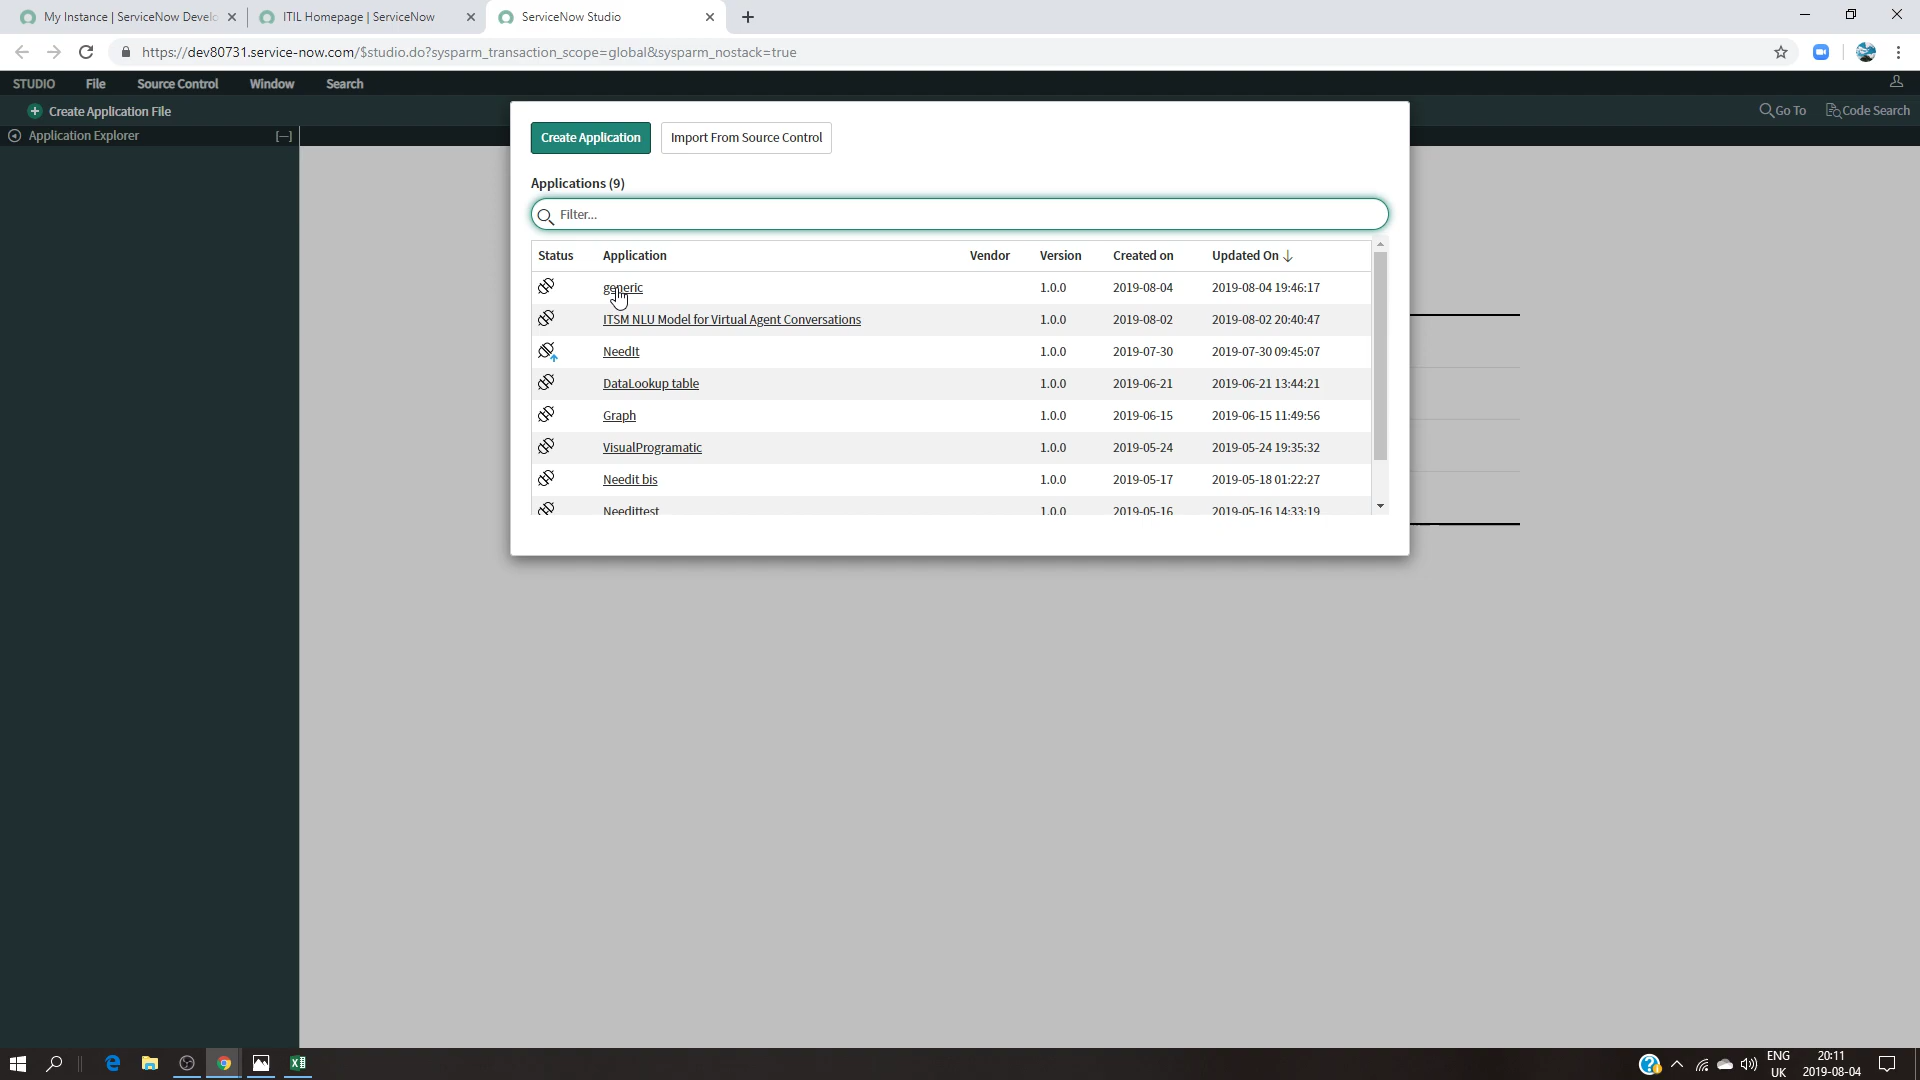 My Instance | ServiceNow Develo
ITIL Homepage | ServiceNow
ServiceNow Studio
https://dev80731.service-now.com/$studio.do?sysparm_transaction_scope=global&sysparm_nostack=true
STUDIO File Source Control Window Search
Create Application File
Go To Code Search
Application Explorer [—]
Create Application Import From Source Control
Applications (9)
Filter...
Status Application Vendor Version Created on Updated On
generic 1.0.0 2019-08-04 2019-08-04 19:46:17
ITSM NLU Model for Virtual Agent Conversations 1.0.0 2019-08-02 2019-08-02 20:40:47
NeedIt 1.0.0 2019-07-30 2019-07-30 09:45:07
DataLookup table 1.0.0 2019-06-21 2019-06-21 13:44:21
Graph 1.0.0 2019-06-15 2019-06-15 11:49:56
VisualProgramatic 1.0.0 2019-05-24 2019-05-24 19:35:32
Needit bis 1.0.0 2019-05-17 2019-05-18 01:22:27
Needittest 1.0.0 2019-05-16 2019-05-16 14:33:19
ENG 20:11
UK 2019-08-04